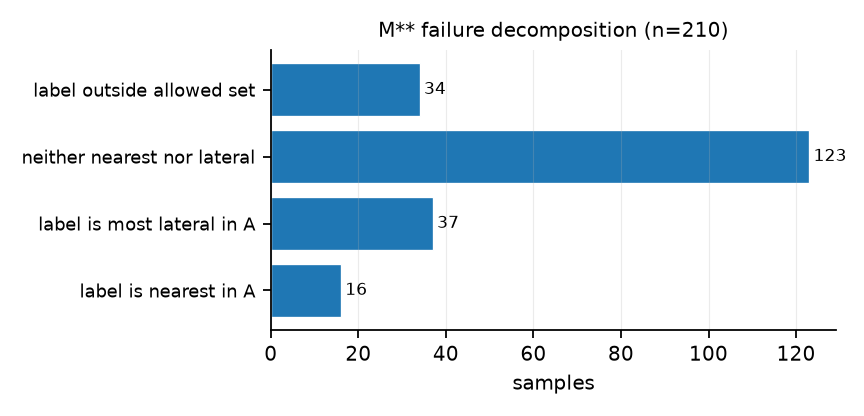 M** failure decomposition (n=210)
label outside allowed set
34
neither nearest nor lateral
123
label is most lateral in A
37
label is nearest in A
16
0 20 40 60 80 100 120
samples